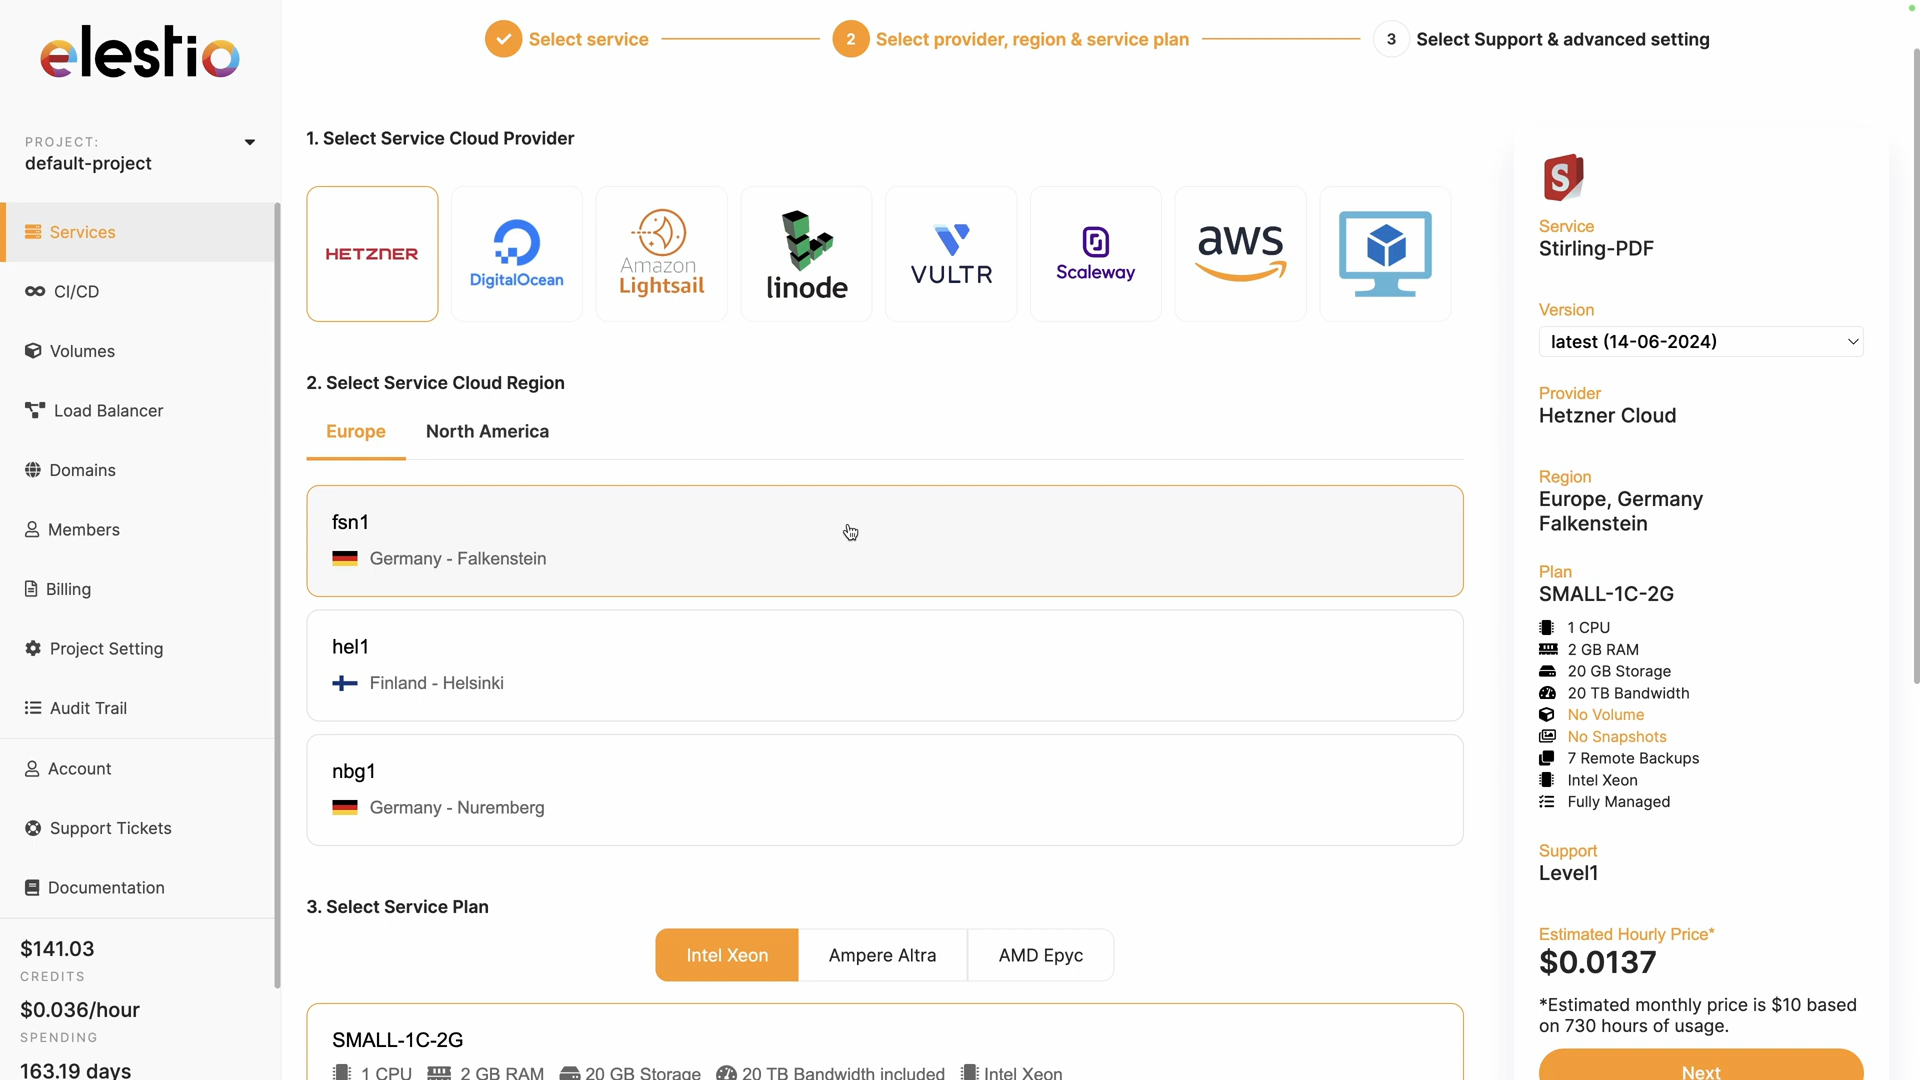 elestio
PROJECT:
default-project
Services
CI/CD
Volumes
Load Balancer
Domains
Members
Billing
Project Setting
Audit Trail
Account
Support Tickets
Documentation
$141.03
CREDITS
$0.036/hour
SPENDING
163.19 days
Select service
2
Select provider, region & service plan
3
Select Support & advanced setting
1. Select Service Cloud Provider
HETZNER
DigitalOcean
Amazon
Lightsail
linode
VULTR
Scaleway
aws
2. Select Service Cloud Region
Europe
North America
fsn1
Germany - Falkenstein
hel1
Finland - Helsinki
nbg1
Germany - Nuremberg
3. Select Service Plan
Intel Xeon
Ampere Altra
AMD Epyc
SMALL-1C-2G
1 CPU
2 GB RAM
20 GB Storage
20 TB Bandwidth included
Intel Xeon
S
Service
Stirling-PDF
Version
latest (14-06-2024)
Provider
Hetzner Cloud
Region
Europe, Germany
Falkenstein
Plan
SMALL-1C-2G
1 CPU
2 GB RAM
20 GB Storage
20 TB Bandwidth
No Volume
No Snapshots
7 Remote Backups
Intel Xeon
Fully Managed
Support
Level1
Estimated Hourly Price*
$0.0137
*Estimated monthly price is $10 based
on 730 hours of usage.
Next